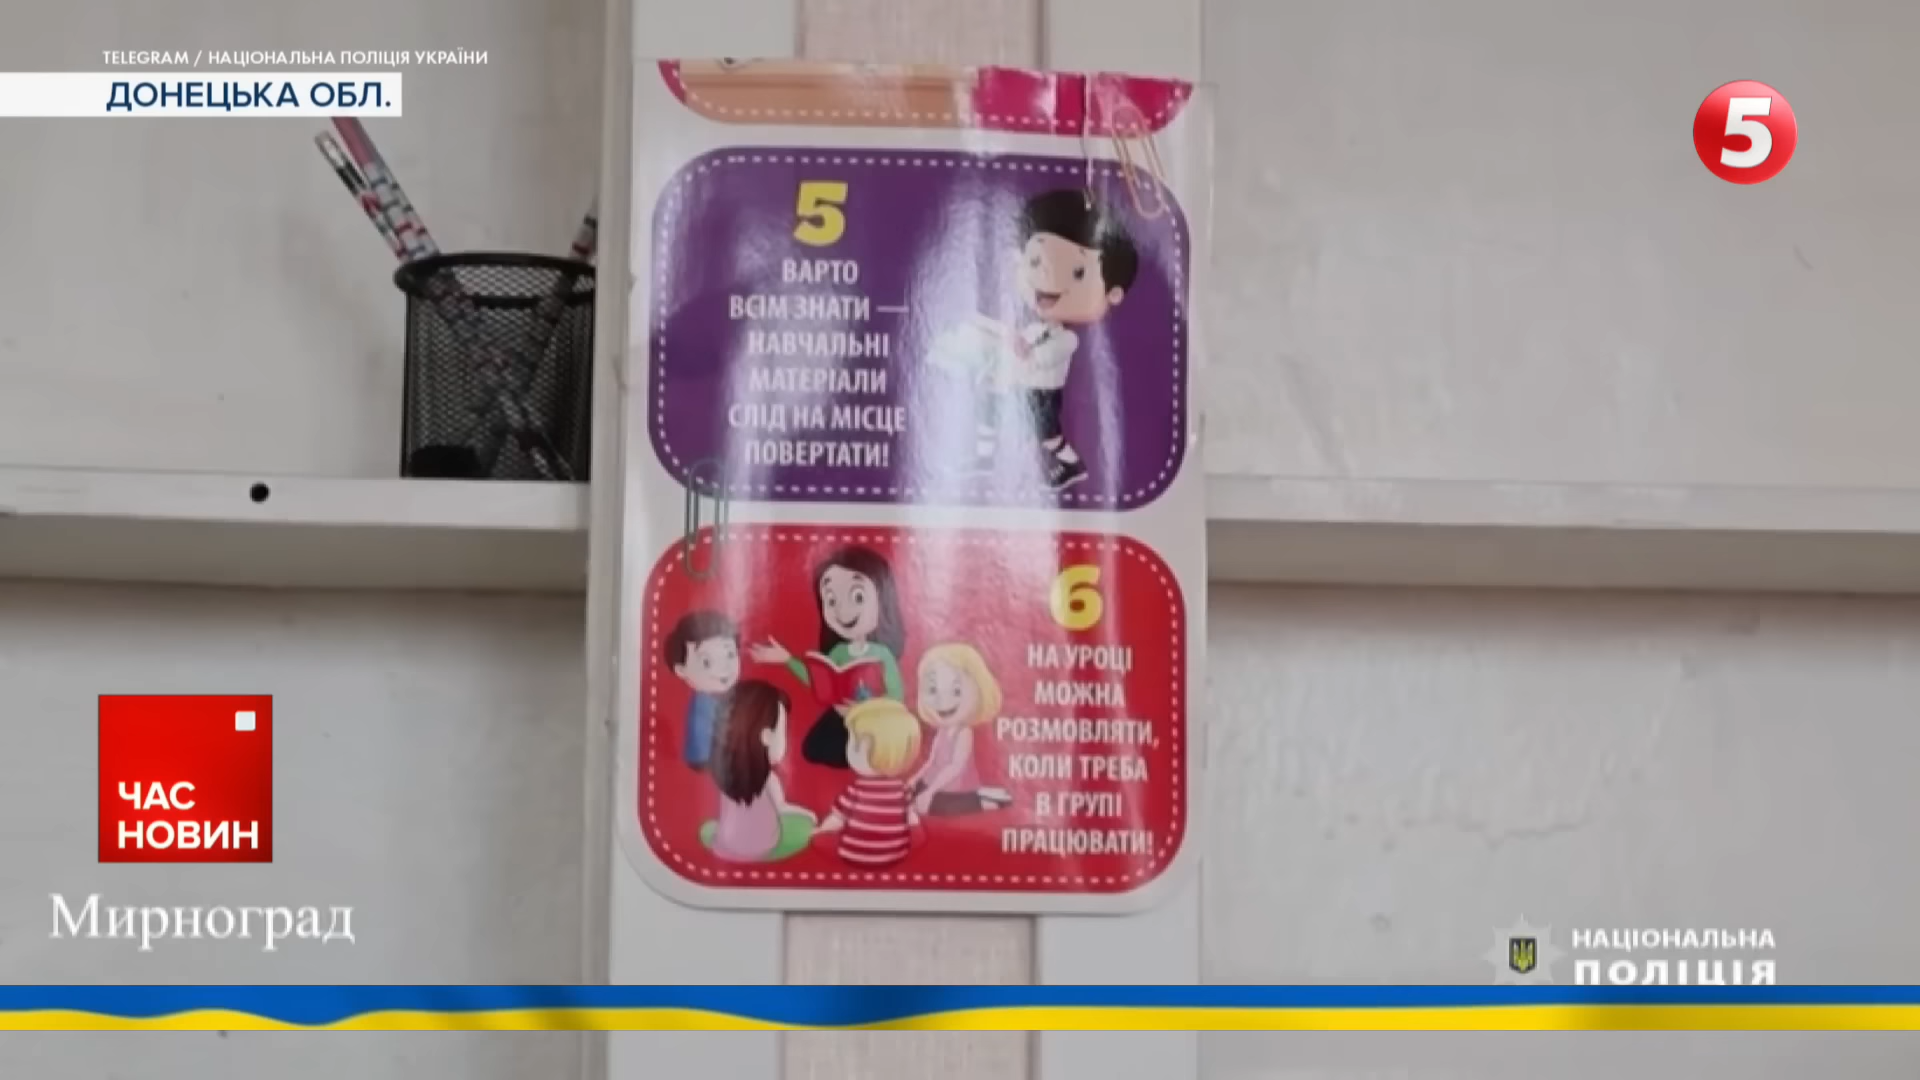 TELEGRAM / НАЦІОНАЛЬНА ПОЛІЦІЯ УКРАЇНИ
ДОНЕЦЬКА ОБЛ.
5
5
ВАРТО
ВСІМ ЗНАТИ —
НАВЧАЛЬНІ
МАТЕРІАЛИ
СЛІД НА МІСЦЕ
ПОВЕРТАТИ!
6
НА УРОЦІ
МОЖНА
РОЗМОВЛЯТИ,
КОЛИ ТРЕБА
В ГРУПІ
ПРАЦЮВАТИ!
ЧАС
НОВИН
Мирноград
НАЦІОНАЛЬНА
ПОЛІЦІЯ